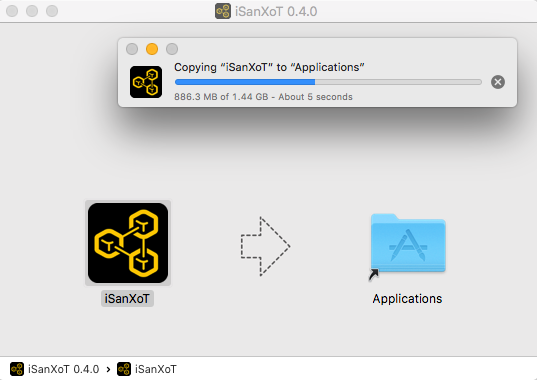 iSanXoT 0.4.0
Copying “iSanXoT” to “Applications”
886.3 MB of 1.44 GB - About 5 seconds
iSanXoT
Applications
iSanXoT 0.4.0 › iSanXoT